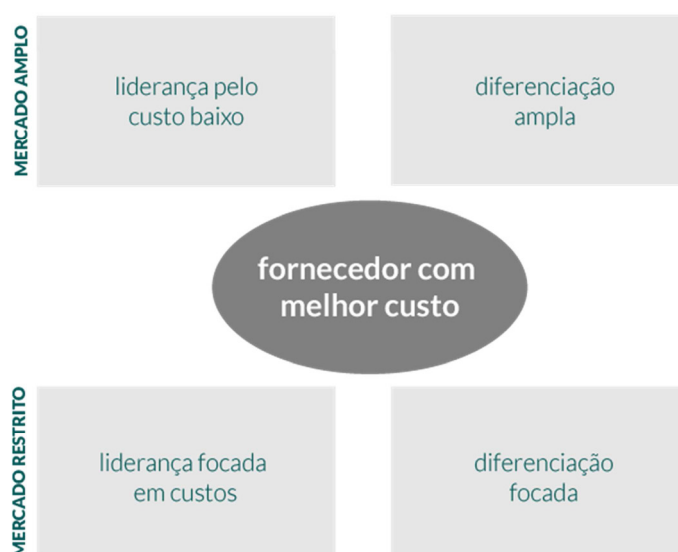 MERCADO AMPLO
liderança pelo
custo baixo
diferenciação
ampla
fornecedor com
melhor custo
MERCADO RESTRITO
liderança focada
em custos
diferenciação
focada